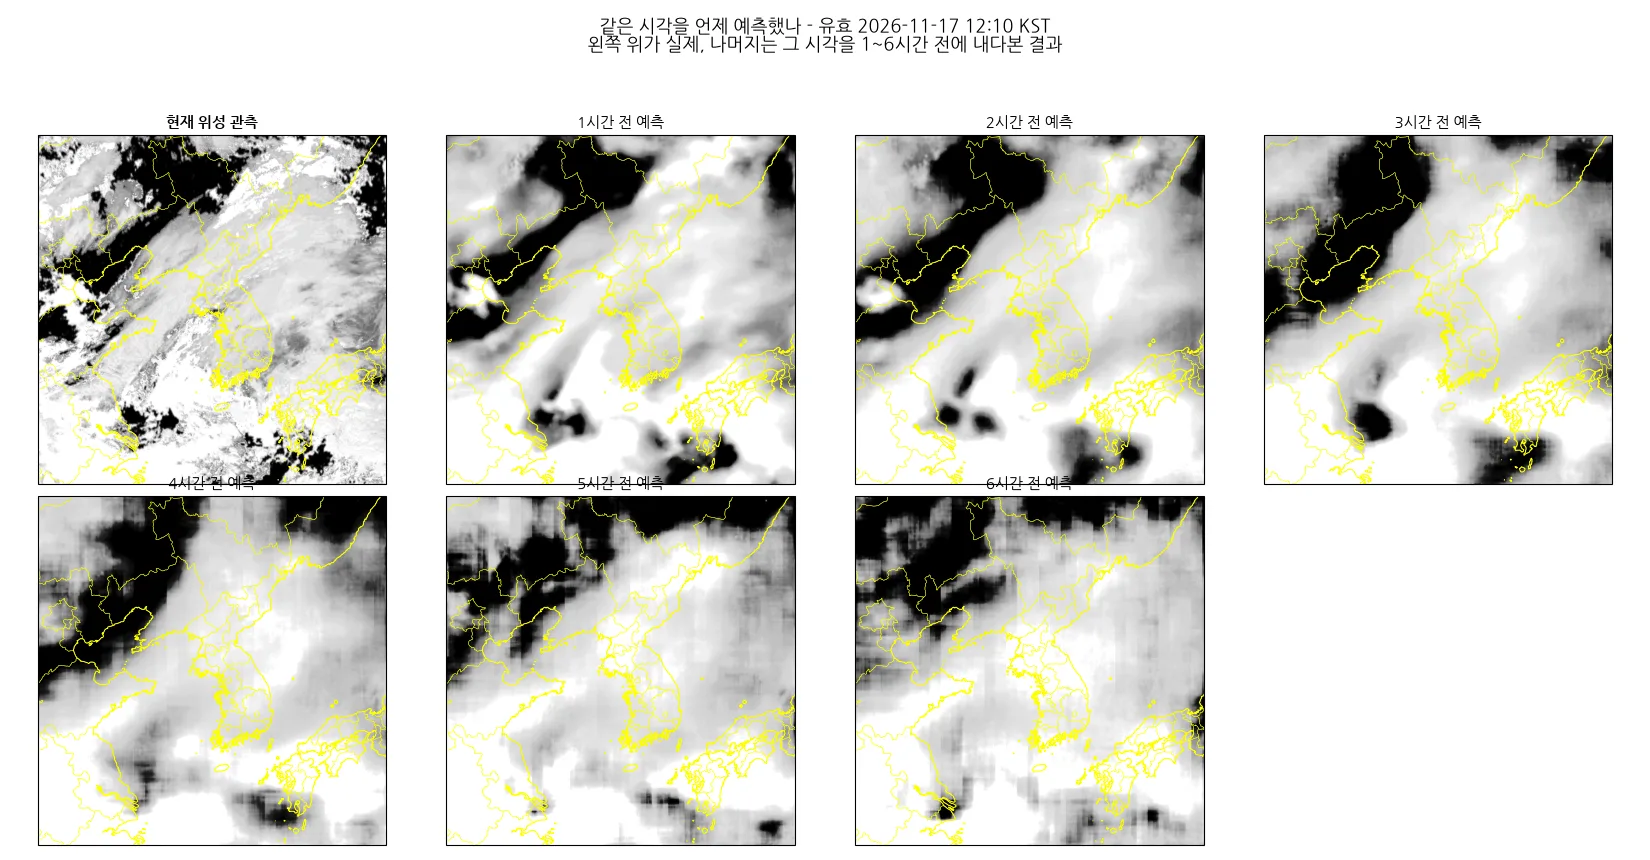 같은 시각을 언제 예측했나 - 유효 2026-11-17 12:10 KST
왼쪽 위가 실제, 나머지는 그 시각을 1~6시간 전에 내다본 결과
현재 위성 관측
1시간 전 예측
2시간 전 예측
3시간 전 예측
4시간 전 예측
5시간 전 예측
6시간 전 예측